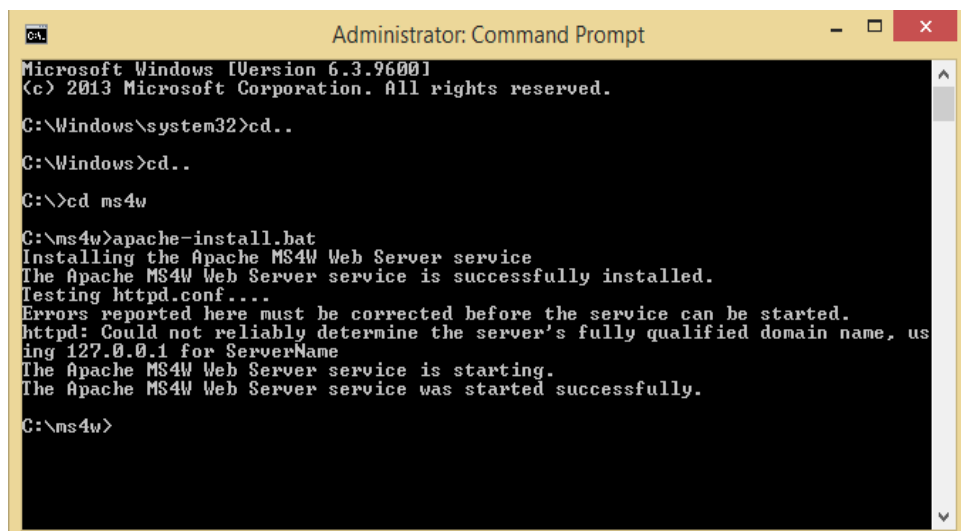 Administrator: Command Prompt
Microsoft Windows [Version 6.3.9600]
(c) 2013 Microsoft Corporation. All rights reserved.
C:\Windows\system32>cd..
C:\Windows>cd..
C:\>cd ms4w
C:\ms4w>apache-install.bat
Installing the Apache MS4W Web Server service
The Apache MS4W Web Server service is successfully installed.
Testing httpd.conf....
Errors reported here must be corrected before the service can be started.
httpd: Could not reliably determine the server's fully qualified domain name, us
ing 127.0.0.1 for ServerName
The Apache MS4W Web Server service is starting.
The Apache MS4W Web Server service was started successfully.
C:\ms4w>